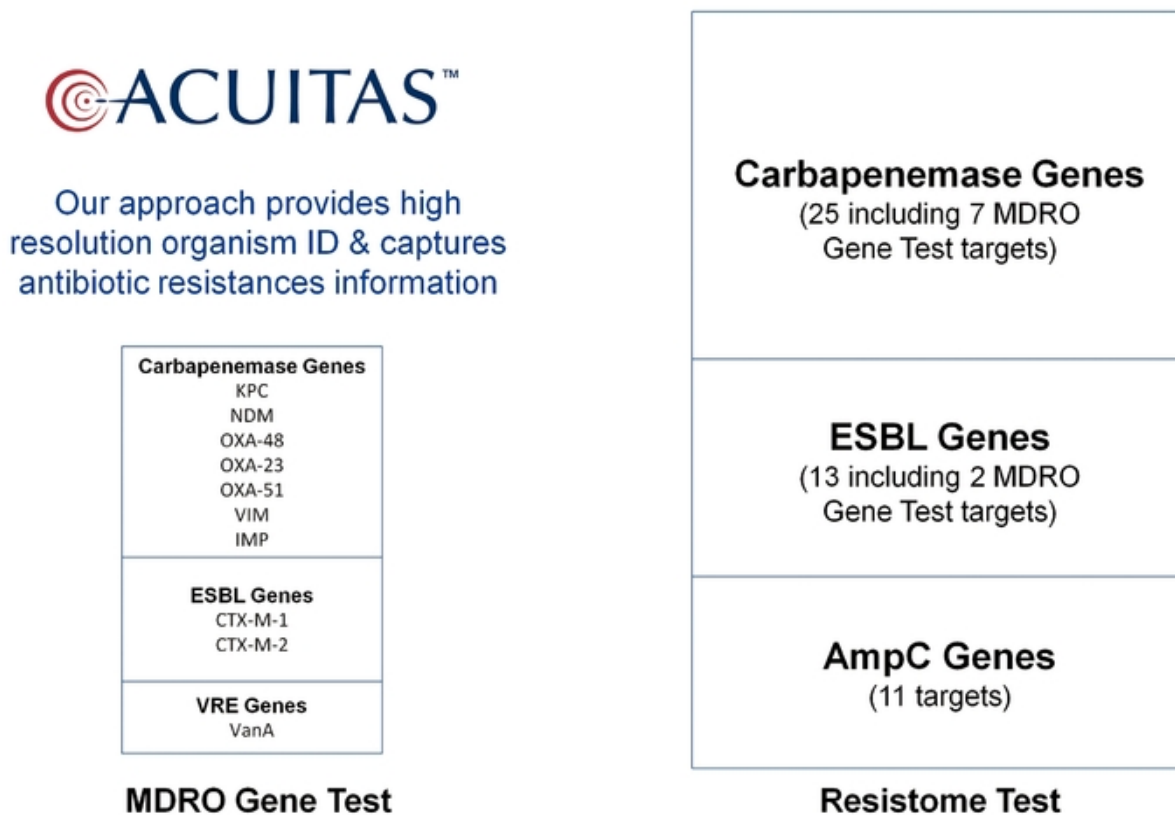 ACUITAS™
Our approach provides high
resolution organism ID & captures
antibiotic resistances information
Carbapenemase Genes
KPC
NDM
OXA-48
OXA-23
OXA-51
VIM
IMP
ESBL Genes
CTX-M-1
CTX-M-2
VRE Genes
VanA
MDRO Gene Test
Carbapenemase Genes
(25 including 7 MDRO
Gene Test targets)
ESBL Genes
(13 including 2 MDRO
Gene Test targets)
AmpC Genes
(11 targets)
Resistome Test